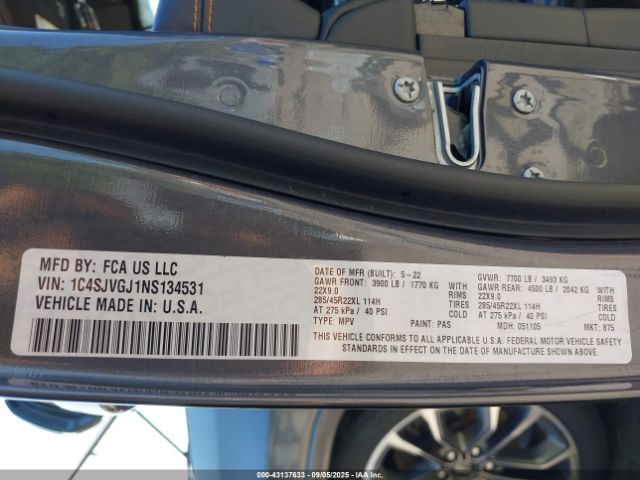 MFD BY: FCA US LLC
VIN: 1C4SJVGJ1NS134531
VEHICLE MADE IN: U.S.A.
DATE OF MFR (BUILT): 5-22
GAWR FRONT: 3900 LB / 1770 KG
22X9.0 RIMS
285/45R22XL 114H TIRES
AT 275 kPa / 40 PSI COLD
TYPE: MPV PAINT: PAS
GVWR: 7700 LB / 3493 KG
GAWR REAR: 4500 LB / 2042 KG
22X9.0 RIMS
285/45R22XL 114H TIRES
AT 275 kPa / 40 PSI COLD
MDH: 051105 MKT: 875
THIS VEHICLE CONFORMS TO ALL APPLICABLE U.S.A. FEDERAL MOTOR VEHICLE SAFETY
STANDARDS IN EFFECT ON THE DATE OF MANUFACTURE SHOWN ABOVE.
000-43137633 - 09/05/2025 - www.iaai.com